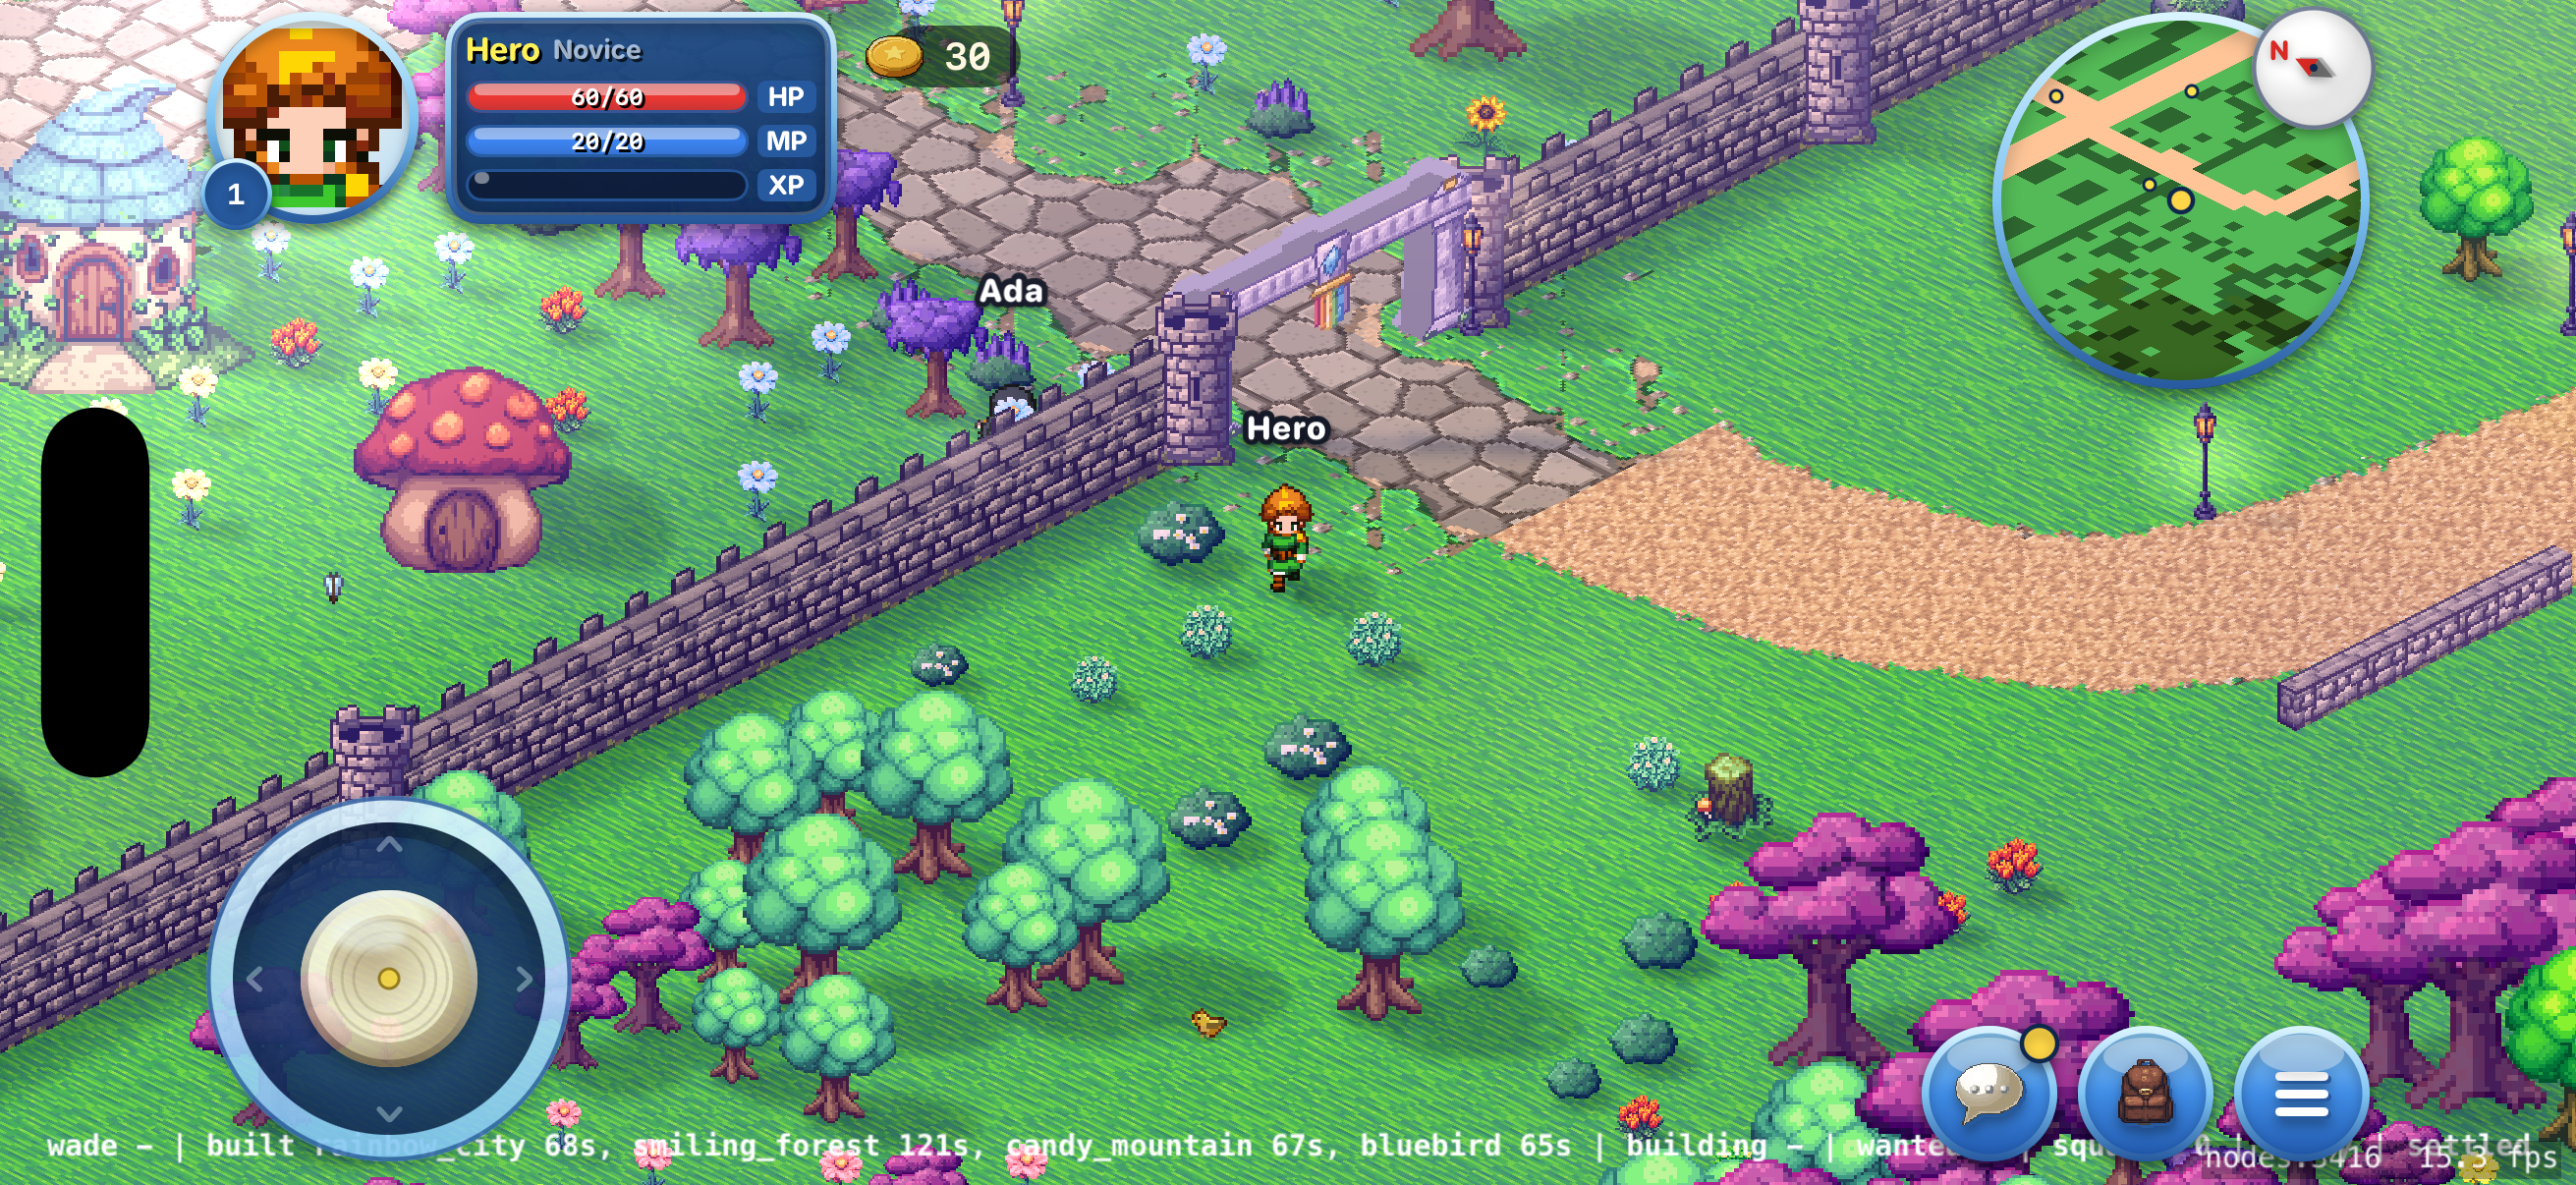 Hero Novice
60/60 HP
20/20 MP
XP
1
30
N
Ada
Hero
wade – | built rainbow_city 68s, smiling_forest 121s, candy_mountain 67s, bluebird 65s | building – | settled
15.3 fps